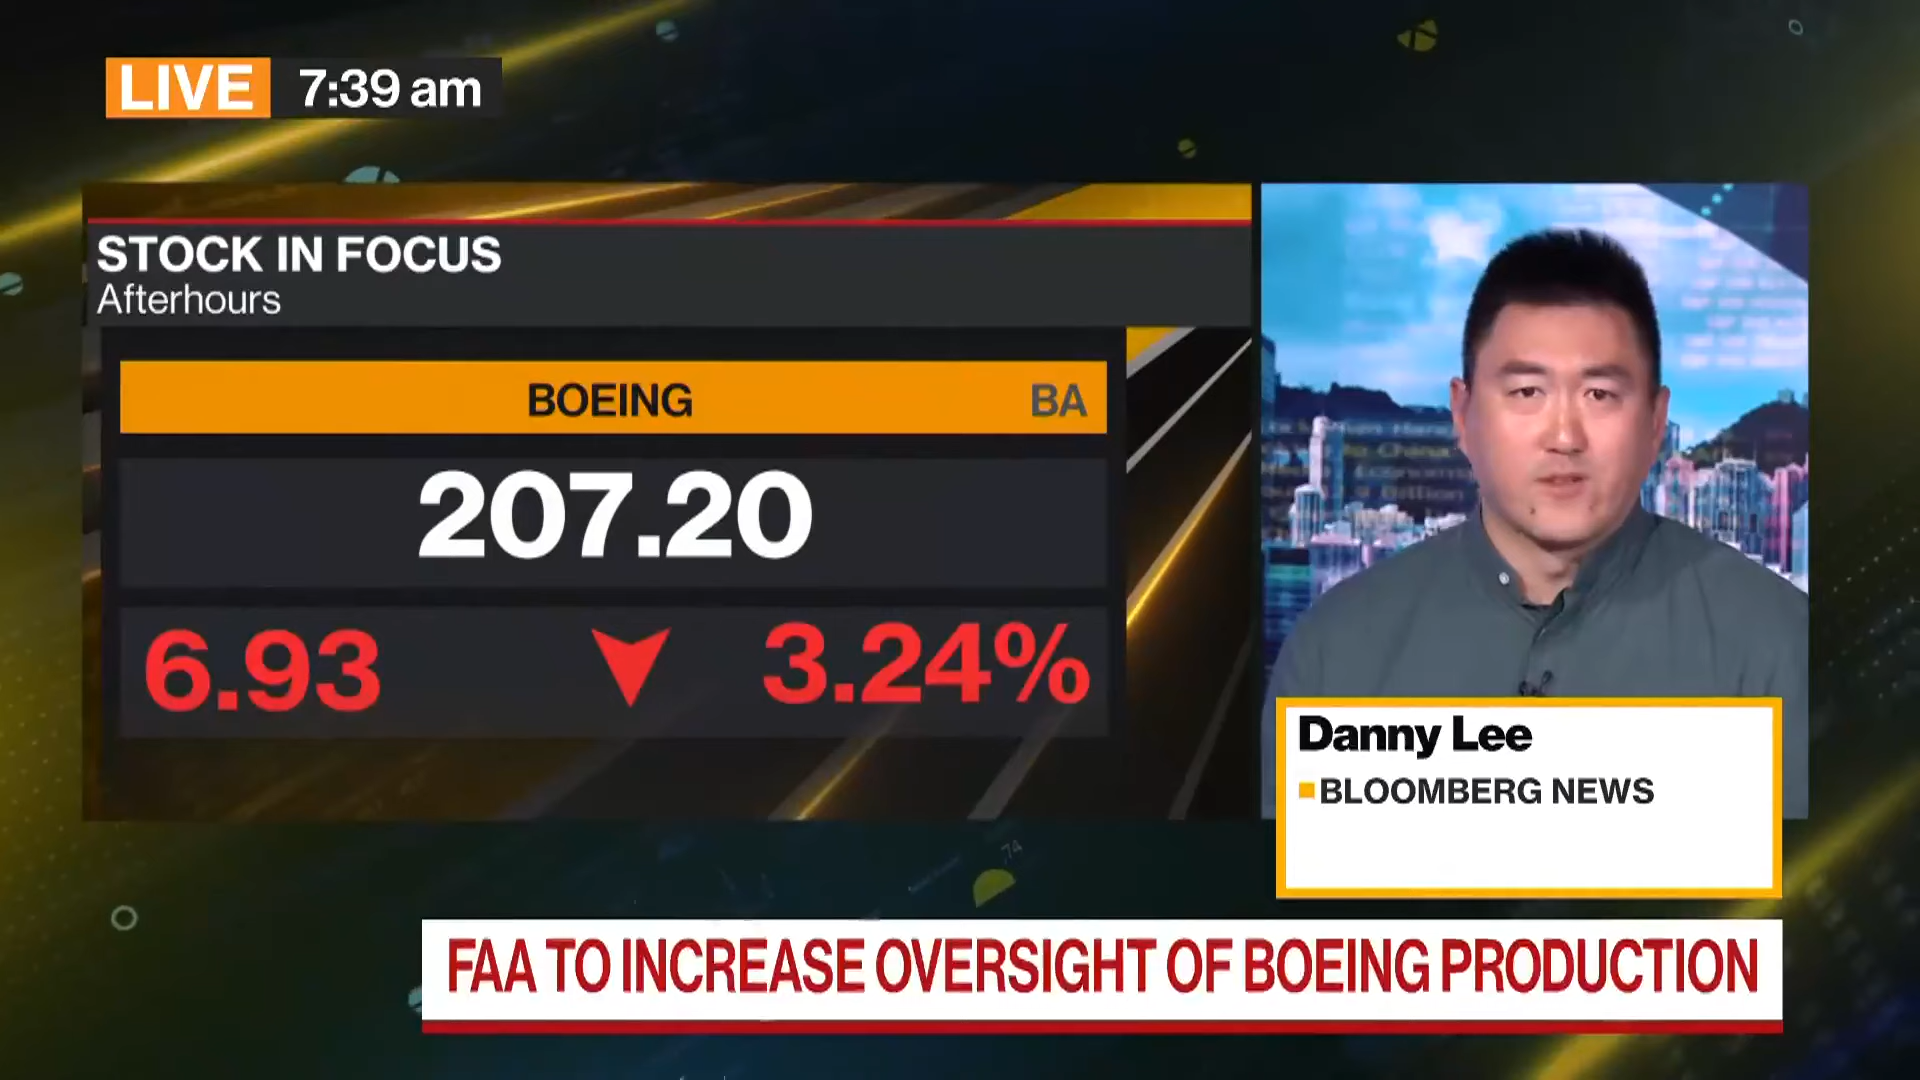 LIVE 7:39 am
STOCK IN FOCUS
Afterhours
BOEING BA
207.20
6.93 3.24%
Danny Lee
BLOOMBERG NEWS
FAA TO INCREASE OVERSIGHT OF BOEING PRODUCTION